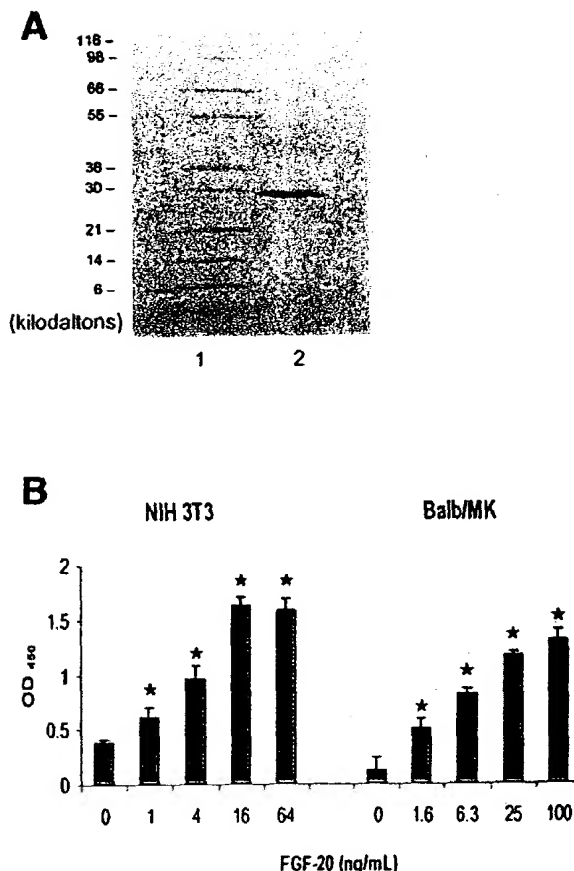 A
116 –
98 –
66 –
55 –
38 –
30 –
21 –
14 –
6 –
(kilodaltons)
1 2
B
NIH 3T3 Balb/MK
2
1.5
1
0.5
0
OD 450
0 1 4 16 64 0 1.6 6.3 25 100
FGF-20 (ng/mL)